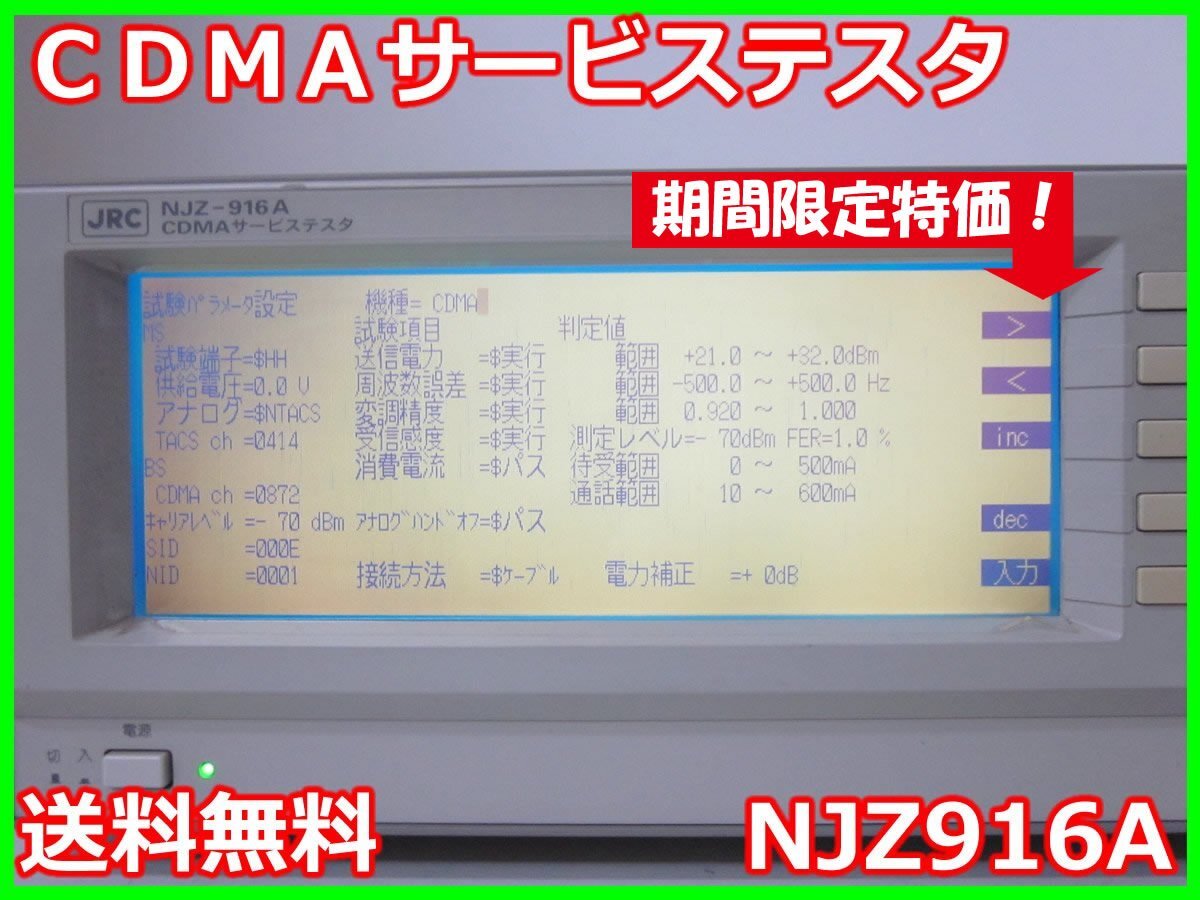 CDMAサービステスタ
期間限定特価！
JRC NJZ-916A
CDMAサービステスタ
試験ﾊﾟﾗﾒｰﾀ設定 機種= CDMA
MS 試験項目 判定値
試験端子=$HH 送信電力 =$実行 範囲 +21.0 ～ +32.0dBm
供給電圧=0.0 V 周波数誤差 =$実行 範囲 -500.0 ～ +500.0 Hz
アナログ=$NTACS 変調精度 =$実行 範囲 0.920 ～ 1.000
TACS ch =0414 受信感度 =$実行 測定レベル=- 70dBm FER=1.0 %
BS 消費電流 =$パス 待受範囲 0 ～ 500mA
CDMA ch =0872 通話範囲 10 ～ 600mA
ｷｬﾘｱﾚﾍﾞﾙ =- 70 dBm ｱﾅﾛｸﾞﾊﾝﾄﾞｵﾌ=$パス
SID =000E
NID =0001 接続方法 =$ｹｰﾌﾞﾙ 電力補正 =+ 0dB
>
<
inc
dec
入力
電源
切 入
送料無料
NJZ916A